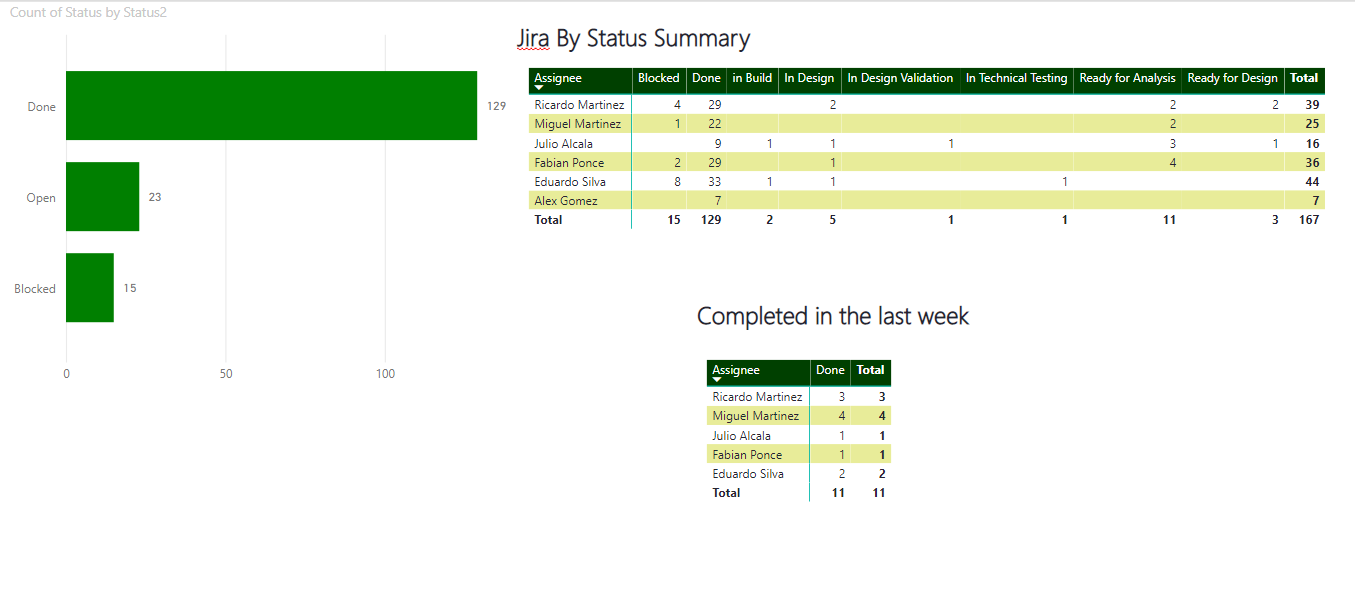 Count of Status by Status2
Done 129
Open 23
Blocked 15
0 50 100
Jira By Status Summary
Assignee Blocked Done in Build In Design In Design Validation In Technical Testing Ready for Analysis Ready for Design Total
Ricardo Martinez 4 29 2 2 2 39
Miguel Martinez 1 22 2 25
Julio Alcala 9 1 1 1 3 1 16
Fabian Ponce 2 29 1 4 36
Eduardo Silva 8 33 1 1 1 44
Alex Gomez 7 7
Total 15 129 2 5 1 1 11 3 167
Completed in the last week
Assignee Done Total
Ricardo Martinez 3 3
Miguel Martinez 4 4
Julio Alcala 1 1
Fabian Ponce 1 1
Eduardo Silva 2 2
Total 11 11